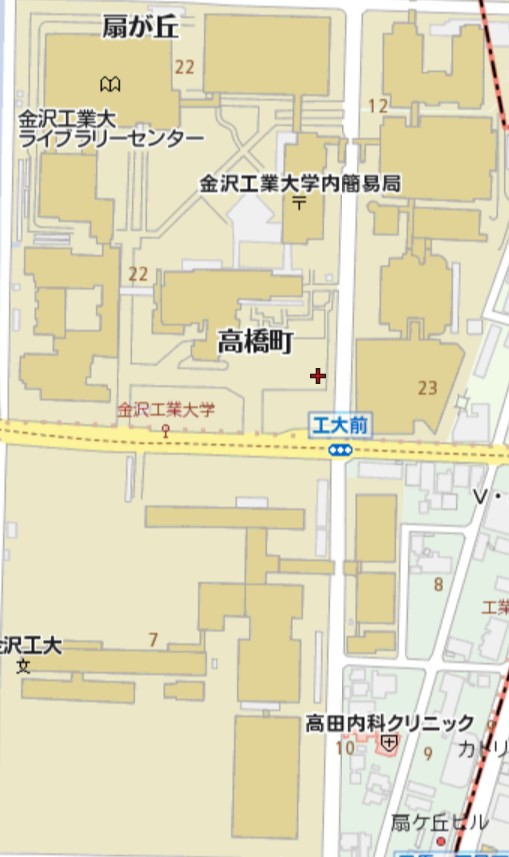 扇が丘
22
12
金沢工業大
ライブラリーセンター
金沢工業大学内簡易局
22
高橋町
23
金沢工業大学
工大前
V・
8
工業
沢工大
7
高田内科クリニック
10
9
カトリ
扇ケ丘ビル